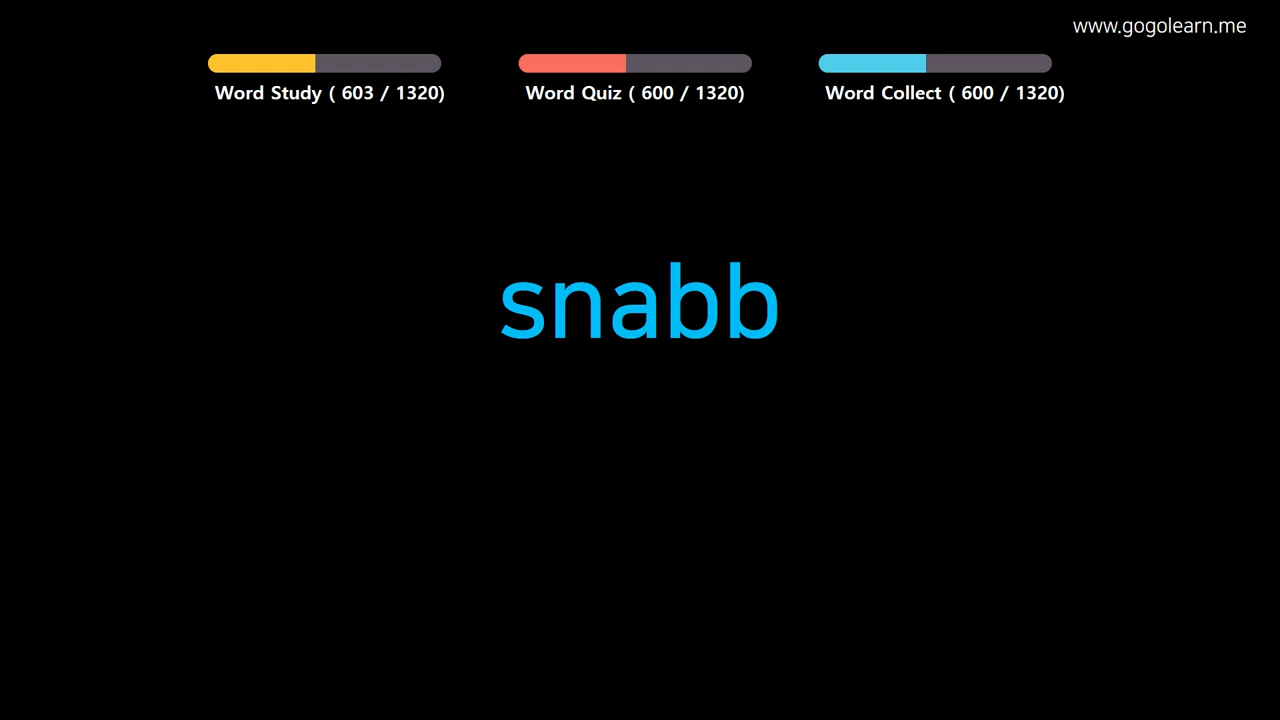 www.gogolearn.me
Word Study ( 603 / 1320)
Word Quiz ( 600 / 1320)
Word Collect ( 600 / 1320)
snabb